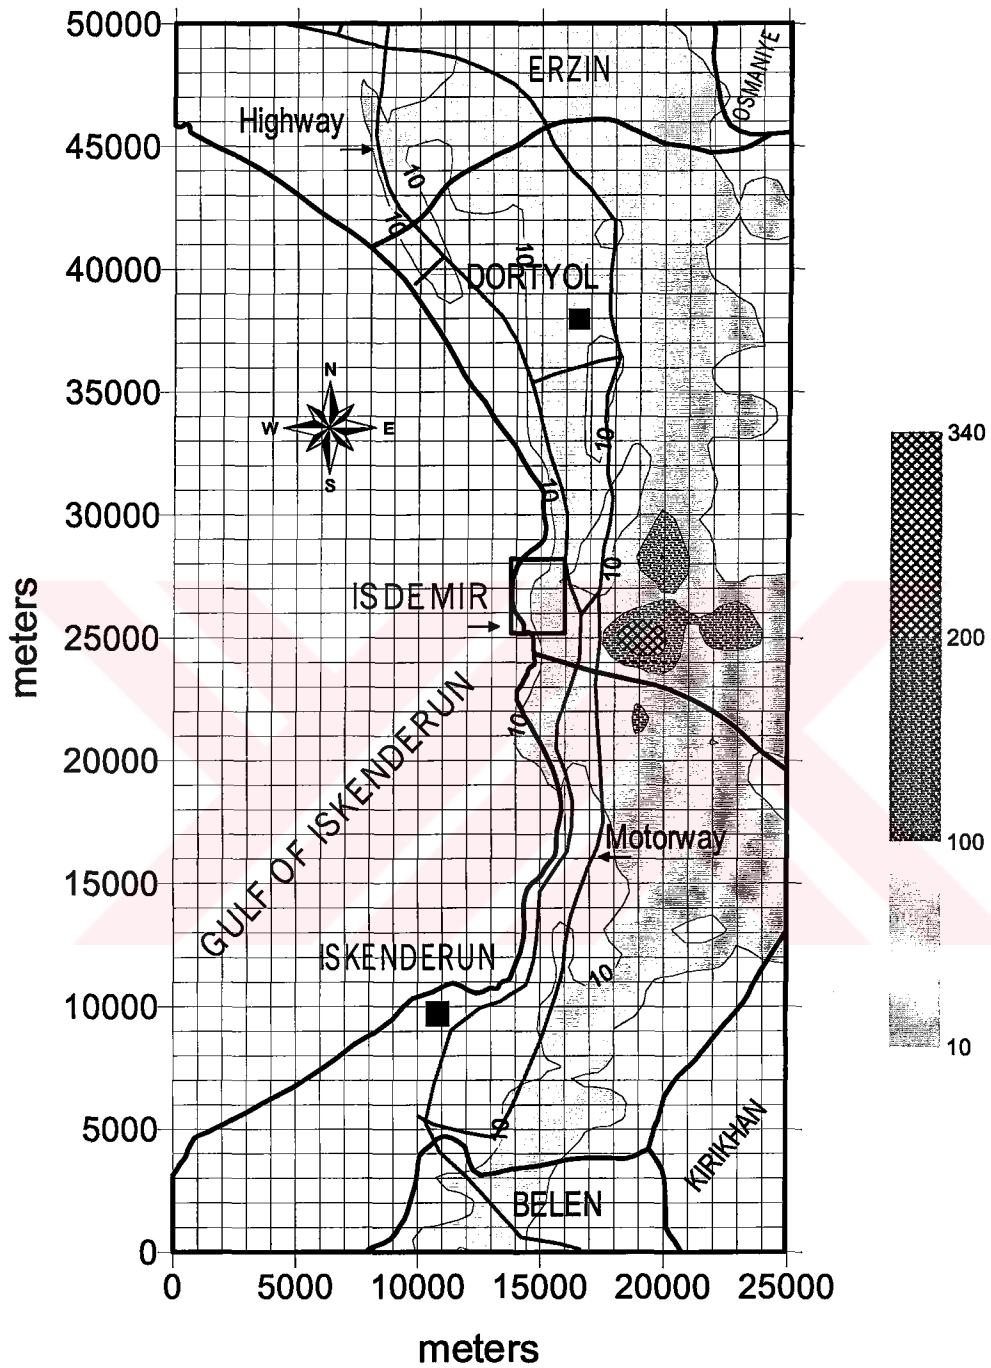 50000
45000
40000
35000
30000
25000
20000
15000
10000
5000
0
meters
ERZIN
OSMANIYE
Highway
10
10
10
DORTYOL
N
W
E
S
10
10
10
ISDEMIR
10
GULF OF ISKENDERUN
Motorway
ISKENDERUN
10
10
KIRIKHAN
BELEN
340
200
100
10
0
5000
10000
15000
20000
25000
meters